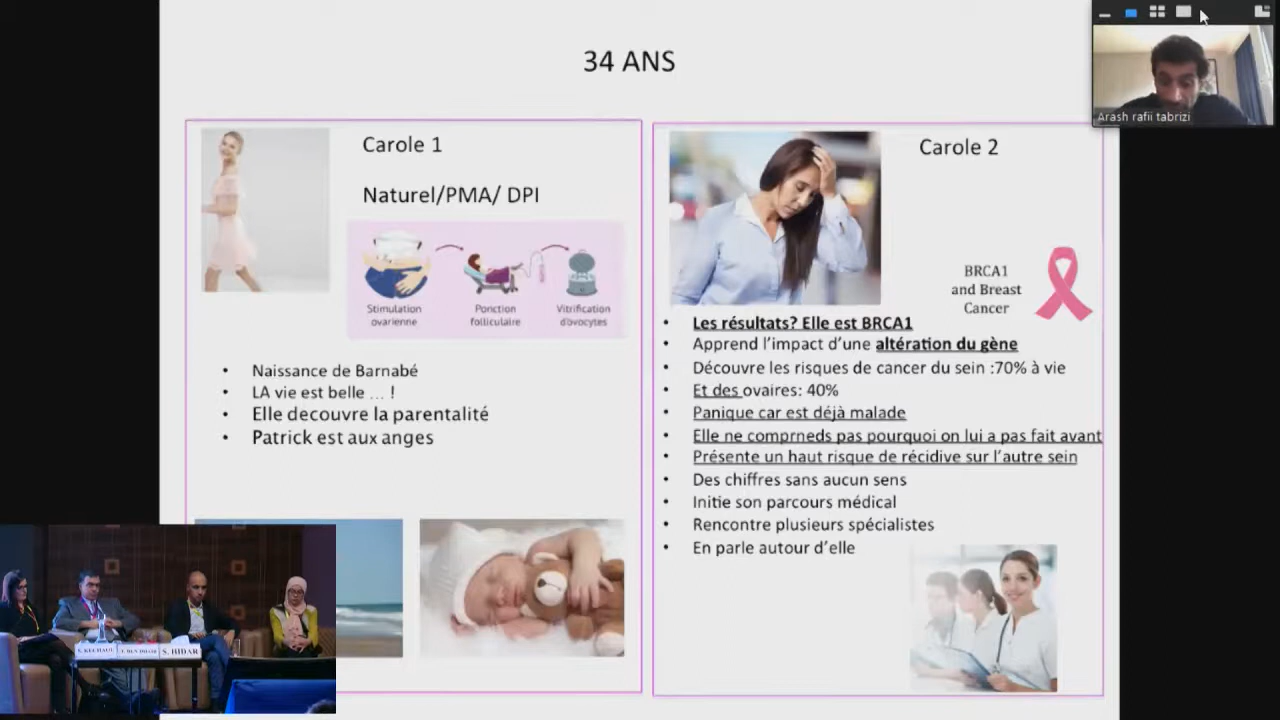 34 ANS
Arash rafii tabrizi
Carole 1
Naturel/PMA/ DPI
Stimulation
ovarienne
Ponction
folliculaire
Vitrification
d'ovocytes
Naissance de Barnabé
LA vie est belle ... !
Elle decouvre la parentalité
Patrick est aux anges
Carole 2
BRCA1
and Breast
Cancer
Les résultats? Elle est BRCA1
Apprend l'impact d'une altération du gène
Découvre les risques de cancer du sein :70% à vie
Et des ovaires: 40%
Panique car est déjà malade
Elle ne comprneds pas pourquoi on lui a pas fait avant
Présente un haut risque de récidive sur l'autre sein
Des chiffres sans aucun sens
Initie son parcours médical
Rencontre plusieurs spécialistes
En parle autour d'elle
S. HIDAR